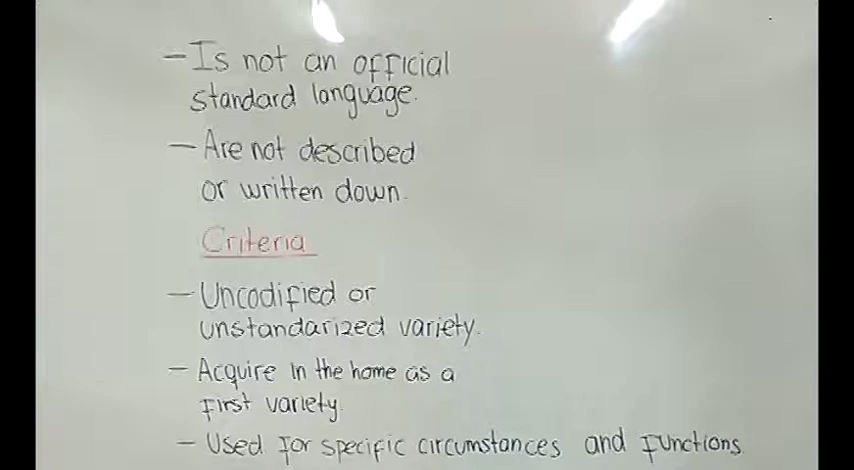 — Is not an official
standard language.
— Are not described
or written down.
Criteria
— Uncodified or
unstandarized variety.
— Acquire in the home as a
first variety.
— Used for specific circumstances and functions.